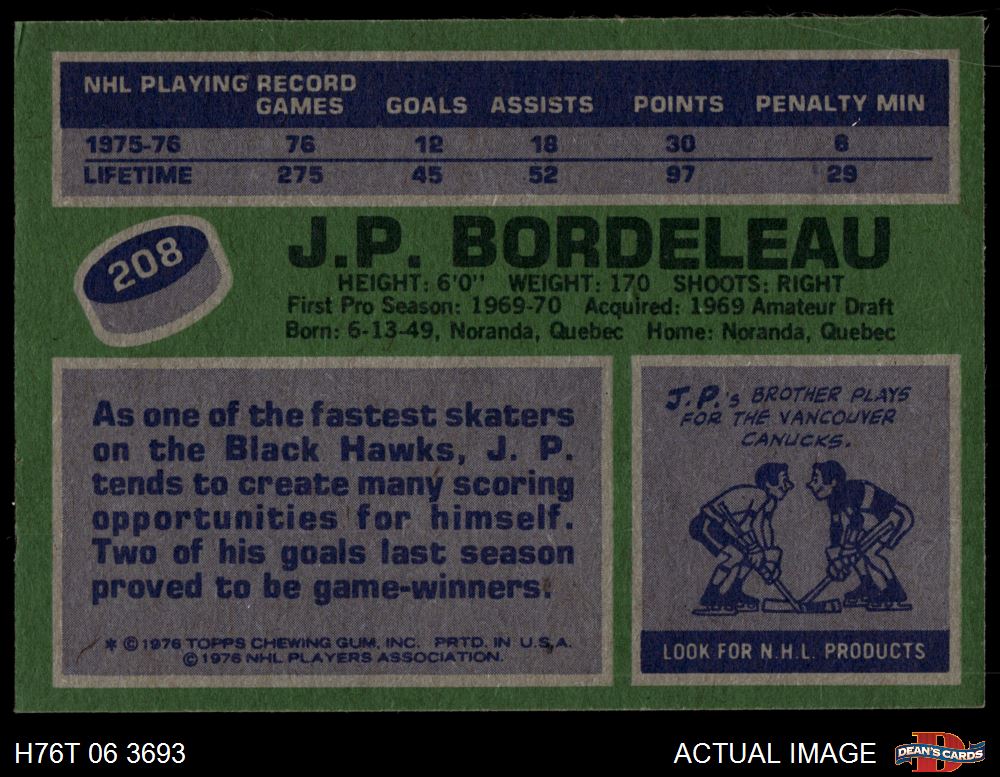 NHL PLAYING RECORD
GAMES GOALS ASSISTS POINTS PENALTY MIN
1975-76 76 12 18 30 6
LIFETIME 275 45 52 97 29
208
J.P. BORDELEAU
HEIGHT: 6'0" WEIGHT: 170 SHOOTS: RIGHT
First Pro Season: 1969-70 Acquired: 1969 Amateur Draft
Born: 6-13-49, Noranda, Quebec Home: Noranda, Quebec
As one of the fastest skaters
on the Black Hawks, J. P.
tends to create many scoring
opportunities for himself.
Two of his goals last season
proved to be game-winners.
* © 1976 TOPPS CHEWING GUM, INC. PRTD. IN U.S.A.
© 1976 NHL PLAYERS ASSOCIATION.
J.P.'s BROTHER PLAYS
FOR THE VANCOUVER
CANUCKS.
LOOK FOR N.H.L. PRODUCTS
H76T 06 3693
ACTUAL IMAGE
D
DEAN'S CARDS